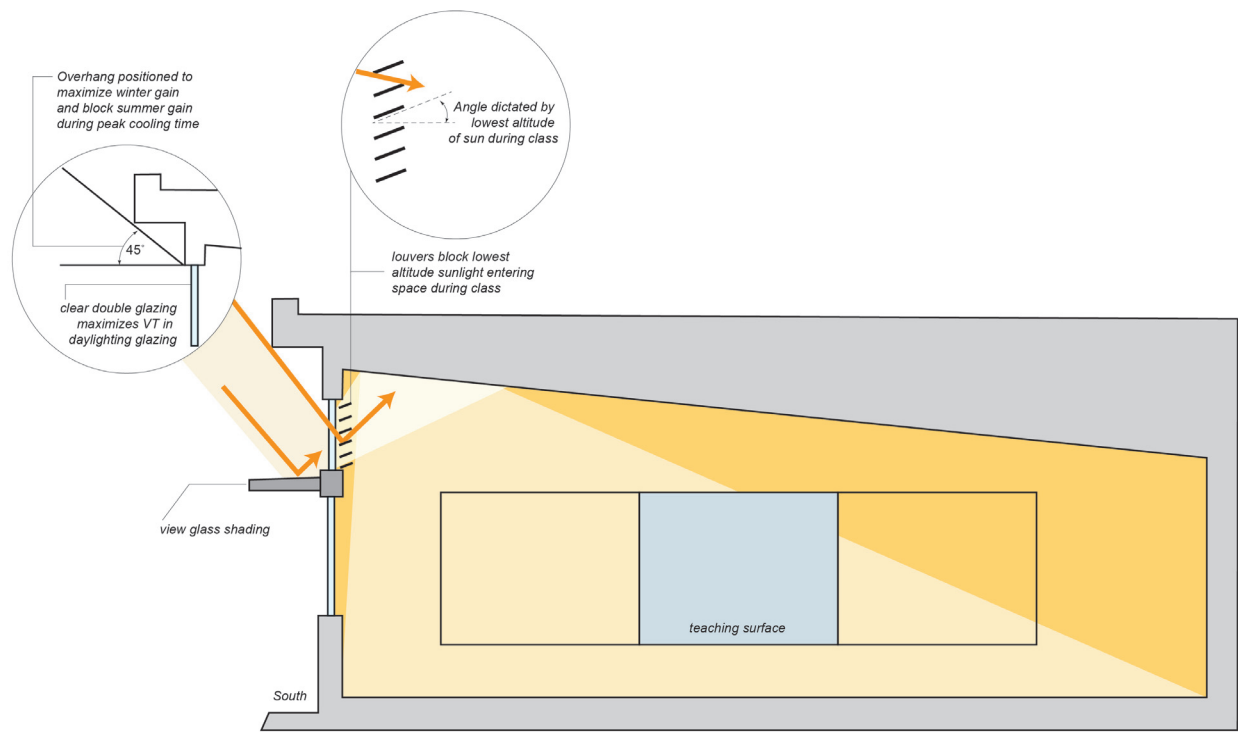 Overhang positioned to
maximize winter gain
and block summer gain
during peak cooling time
45°
clear double glazing
maximizes VT in
daylighting glazing
Angle dictated by
lowest altitude
of sun during class
louvers block lowest
altitude sunlight entering
space during class
view glass shading
teaching surface
South